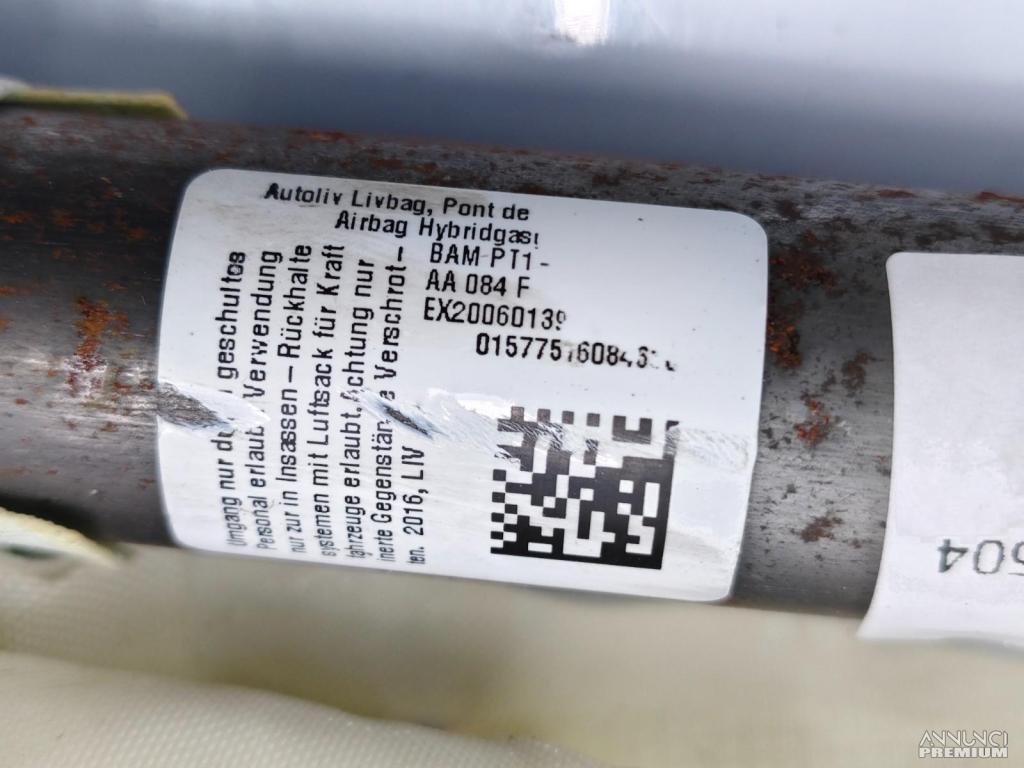 Autoliv Livbag, Pont de
Airbag Hybridgas
BAM-PT1-
AA 084 F
EX20060139
Umgang nur geschultos
Personal erlaubt. Verwendung
nur zur in Insassen-Rückhalte
systemen mit Luftsack für Kraft
fahrzeuge erlaubt. Achtung nur
inerte Gegenstände Verschrot-
ten. 2016, LIV
504
ANNUNCI
PREMIUM